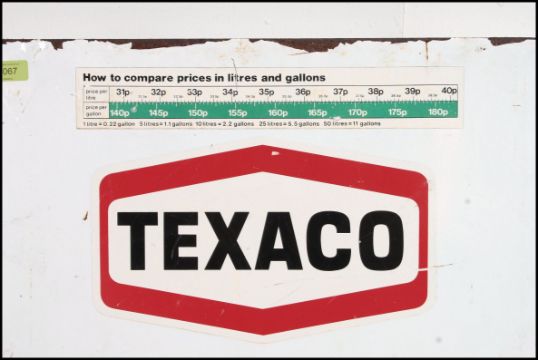 067
How to compare prices in litres and gallons
price per litre 31p 32p 33p 34p 35p 36p 37p 38p 39p 40p
price per gallon 140p 145p 150p 155p 160p 165p 170p 175p 180p
1 litre = 0.22 gallon 5 litres = 1.1 gallons 10 litres = 2.2 gallons 25 litres = 5.5 gallons 50 litres = 11 gallons
TEXACO